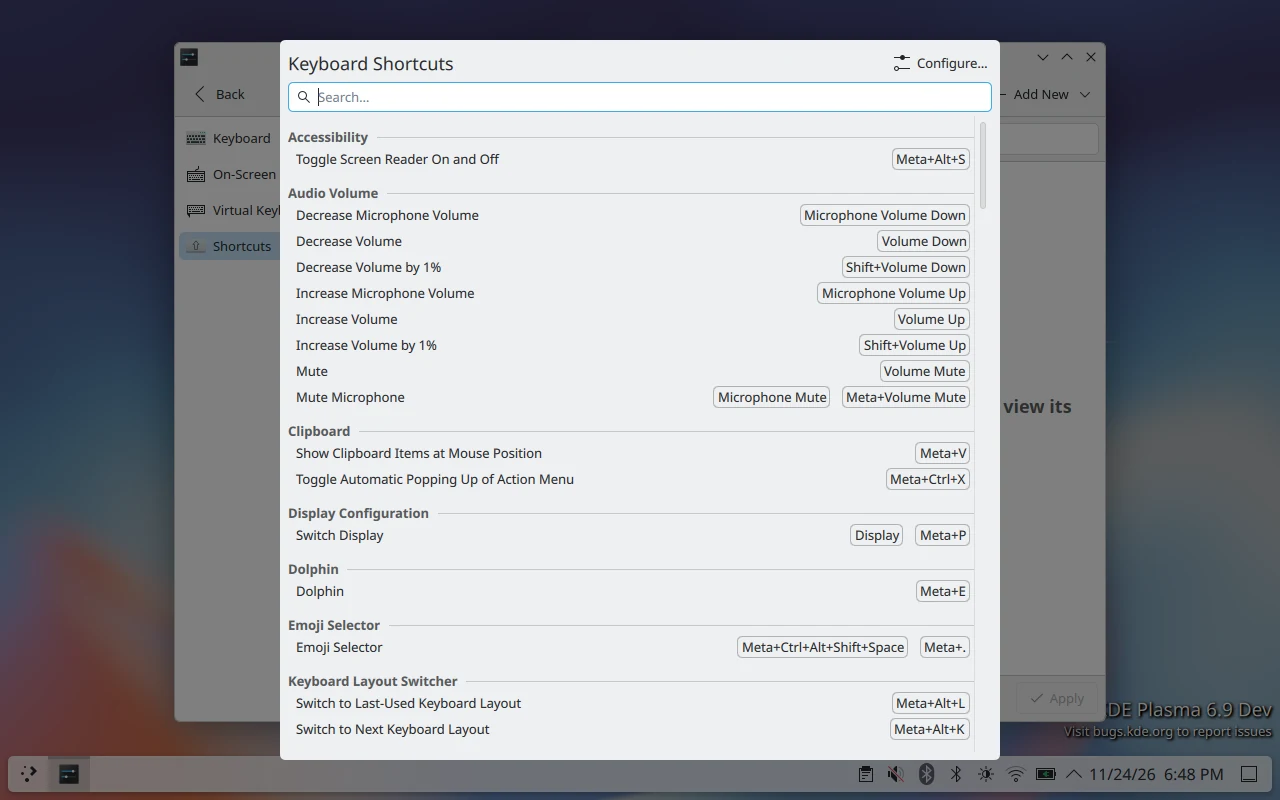 Keyboard Shortcuts
Configure...
Search...
Back
Add New
Keyboard
On-Screen
Virtual Key
Shortcuts
Accessibility
Toggle Screen Reader On and Off Meta+Alt+S
Audio Volume
Decrease Microphone Volume Microphone Volume Down
Decrease Volume Volume Down
Decrease Volume by 1% Shift+Volume Down
Increase Microphone Volume Microphone Volume Up
Increase Volume Volume Up
Increase Volume by 1% Shift+Volume Up
Mute Volume Mute
Mute Microphone Microphone Mute Meta+Volume Mute
view its
Clipboard
Show Clipboard Items at Mouse Position Meta+V
Toggle Automatic Popping Up of Action Menu Meta+Ctrl+X
Display Configuration
Switch Display Display Meta+P
Dolphin
Dolphin Meta+E
Emoji Selector
Emoji Selector Meta+Ctrl+Alt+Shift+Space Meta+.
Keyboard Layout Switcher
Switch to Last-Used Keyboard Layout Meta+Alt+L
Switch to Next Keyboard Layout Meta+Alt+K
Apply
DE Plasma 6.9 Dev
Visit bugs.kde.org to report issues
11/24/26 6:48 PM